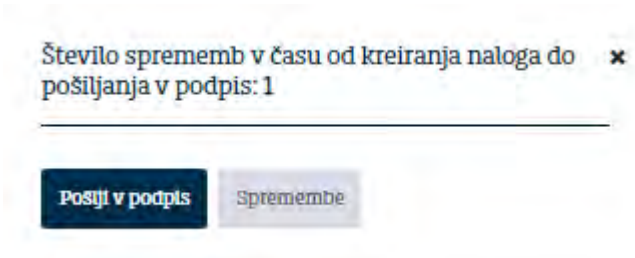 Število sprememb v času od kreiranja naloga do
pošiljanja v podpis: 1
Pošlji v podpis
Spremembe